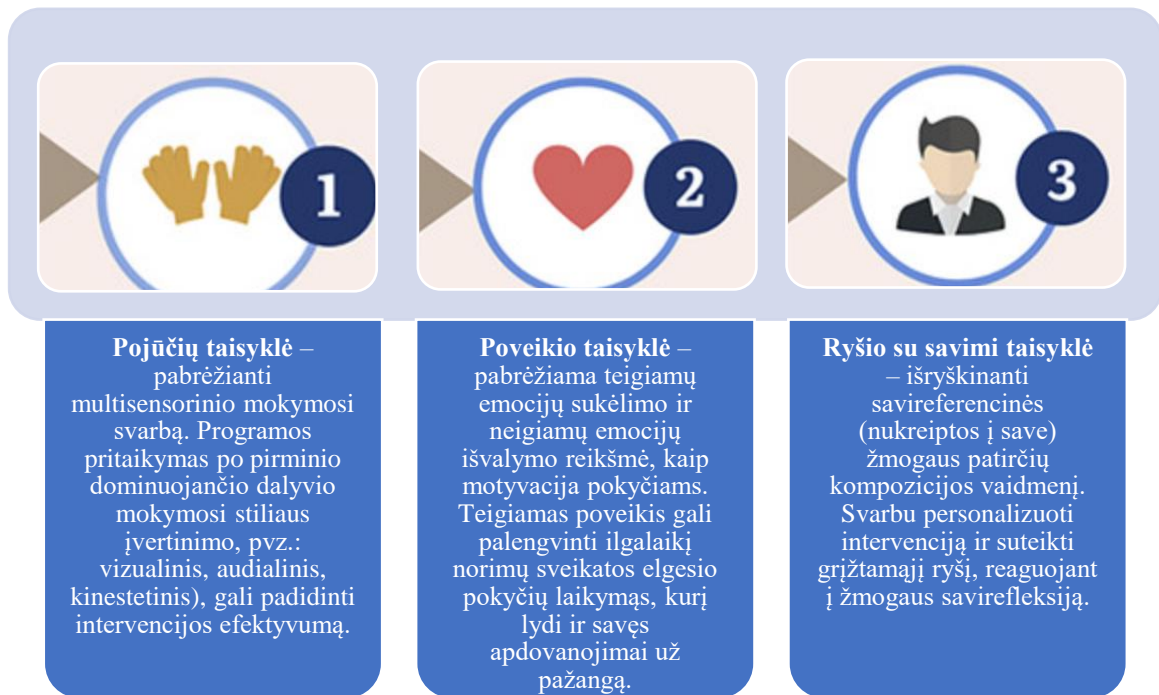 1
2
3
Pojūčių taisyklė –
pabrėžianti
multisensorinio mokymosi
svarbą. Programos
pritaikymas po pirminio
dominuojančio dalyvio
mokymosi stiliaus
įvertinimo, pvz.:
vizualinis, audialinis,
kinestetinis), gali padidinti
intervencijos efektyvumą.
Poveikio taisyklė –
pabrėžiama teigiamų
emocijų sukėlimo ir
neigiamų emocijų
išvalymo reikšmė, kaip
motyvacija pokyčiams.
Teigiamas poveikis gali
palengvinti ilgalaikį
norimų sveikatos elgesio
pokyčių laikymąs, kurį
lydi ir savęs
apdovanojimai už
pažangą.
Ryšio su savimi taisyklė
– išryškinanti
savireferencinės
(nukreiptos į save)
žmogaus patirčių
kompozicijos vaidmenį.
Svarbu personalizuoti
intervenciją ir suteikti
grįžtamąjį ryšį, reaguojant
į žmogaus savirefleksiją.